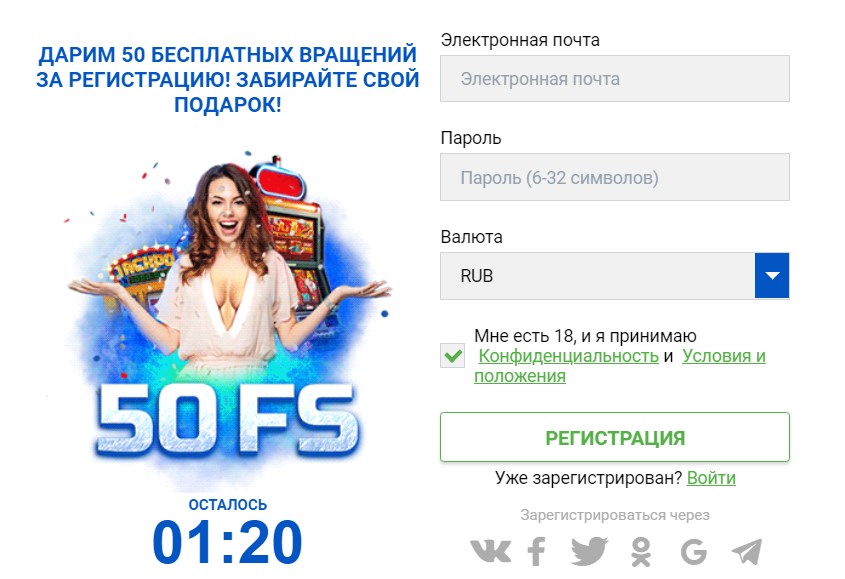 ДАРИМ 50 БЕСПЛАТНЫХ ВРАЩЕНИЙ
ЗА РЕГИСТРАЦИЮ! ЗАБИРАЙТЕ СВОЙ
ПОДАРОК!
JACKPO
50 FS
ОСТАЛОСЬ
01:20
Электронная почта
Электронная почта
Пароль
Пароль (6-32 символов)
Валюта
RUB
Мне есть 18, и я принимаю
Конфиденциальность и Условия и
положения
РЕГИСТРАЦИЯ
Уже зарегистрирован? Войти
Зарегистрироваться через